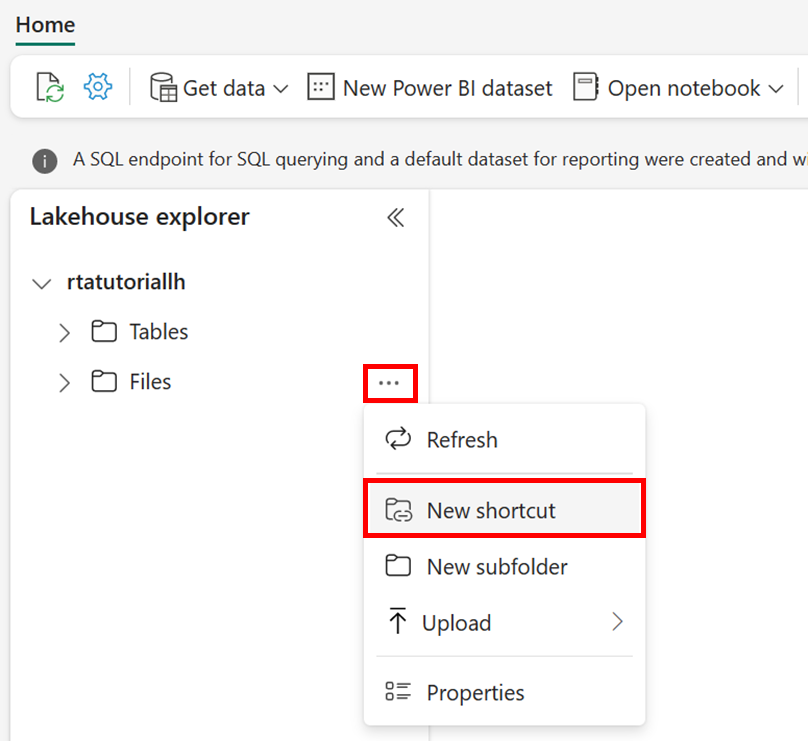 Home
Get data New Power BI dataset Open notebook
A SQL endpoint for SQL querying and a default dataset for reporting were created and
Lakehouse explorer
rtatutoriallh
Tables
Files
...
Refresh
New shortcut
New subfolder
Upload
Properties